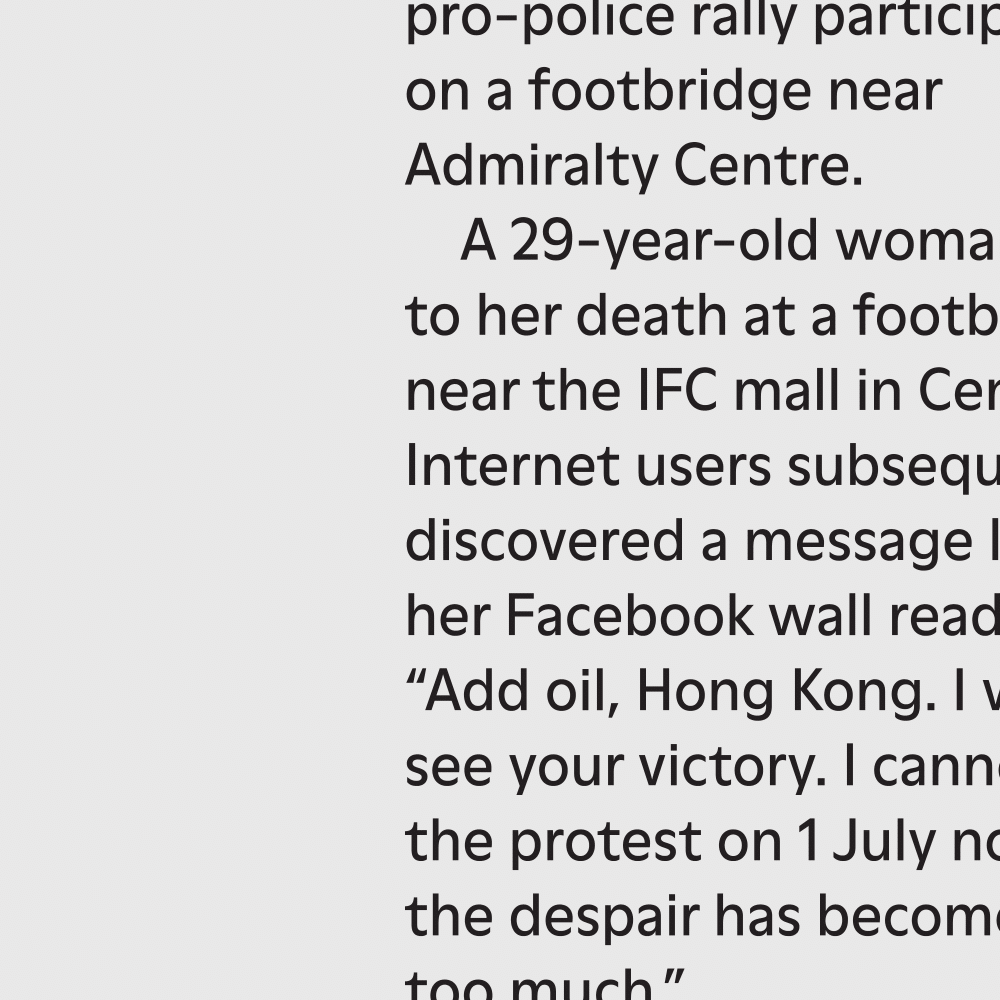 pro-police rally particip
on a footbridge near
Admiralty Centre.
A 29-year-old woma
to her death at a footb
near the IFC mall in Cer
Internet users subsequ
discovered a message l
her Facebook wall read
“Add oil, Hong Kong. I
see your victory. I cann
the protest on 1 July no
the despair has become
too much.”